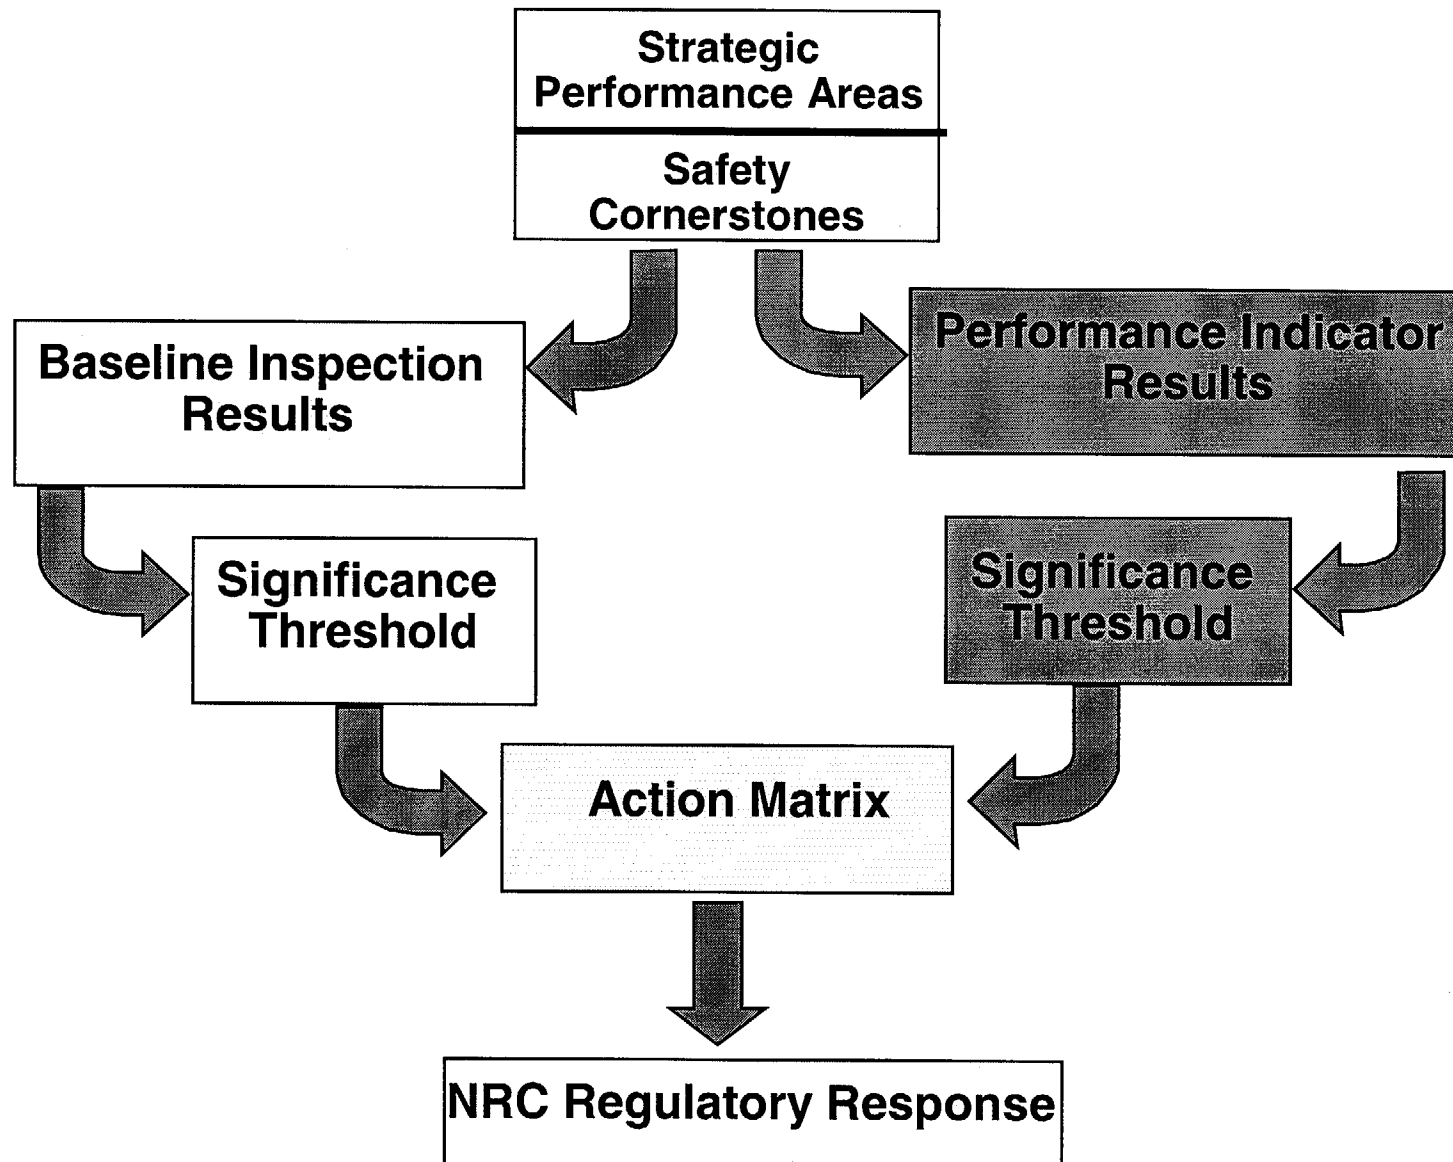 Strategic
Performance Areas
Safety
Cornerstones
Baseline Inspection
Results
Performance Indicator
Results
Significance
Threshold
Significance
Threshold
Action Matrix
NRC Regulatory Response